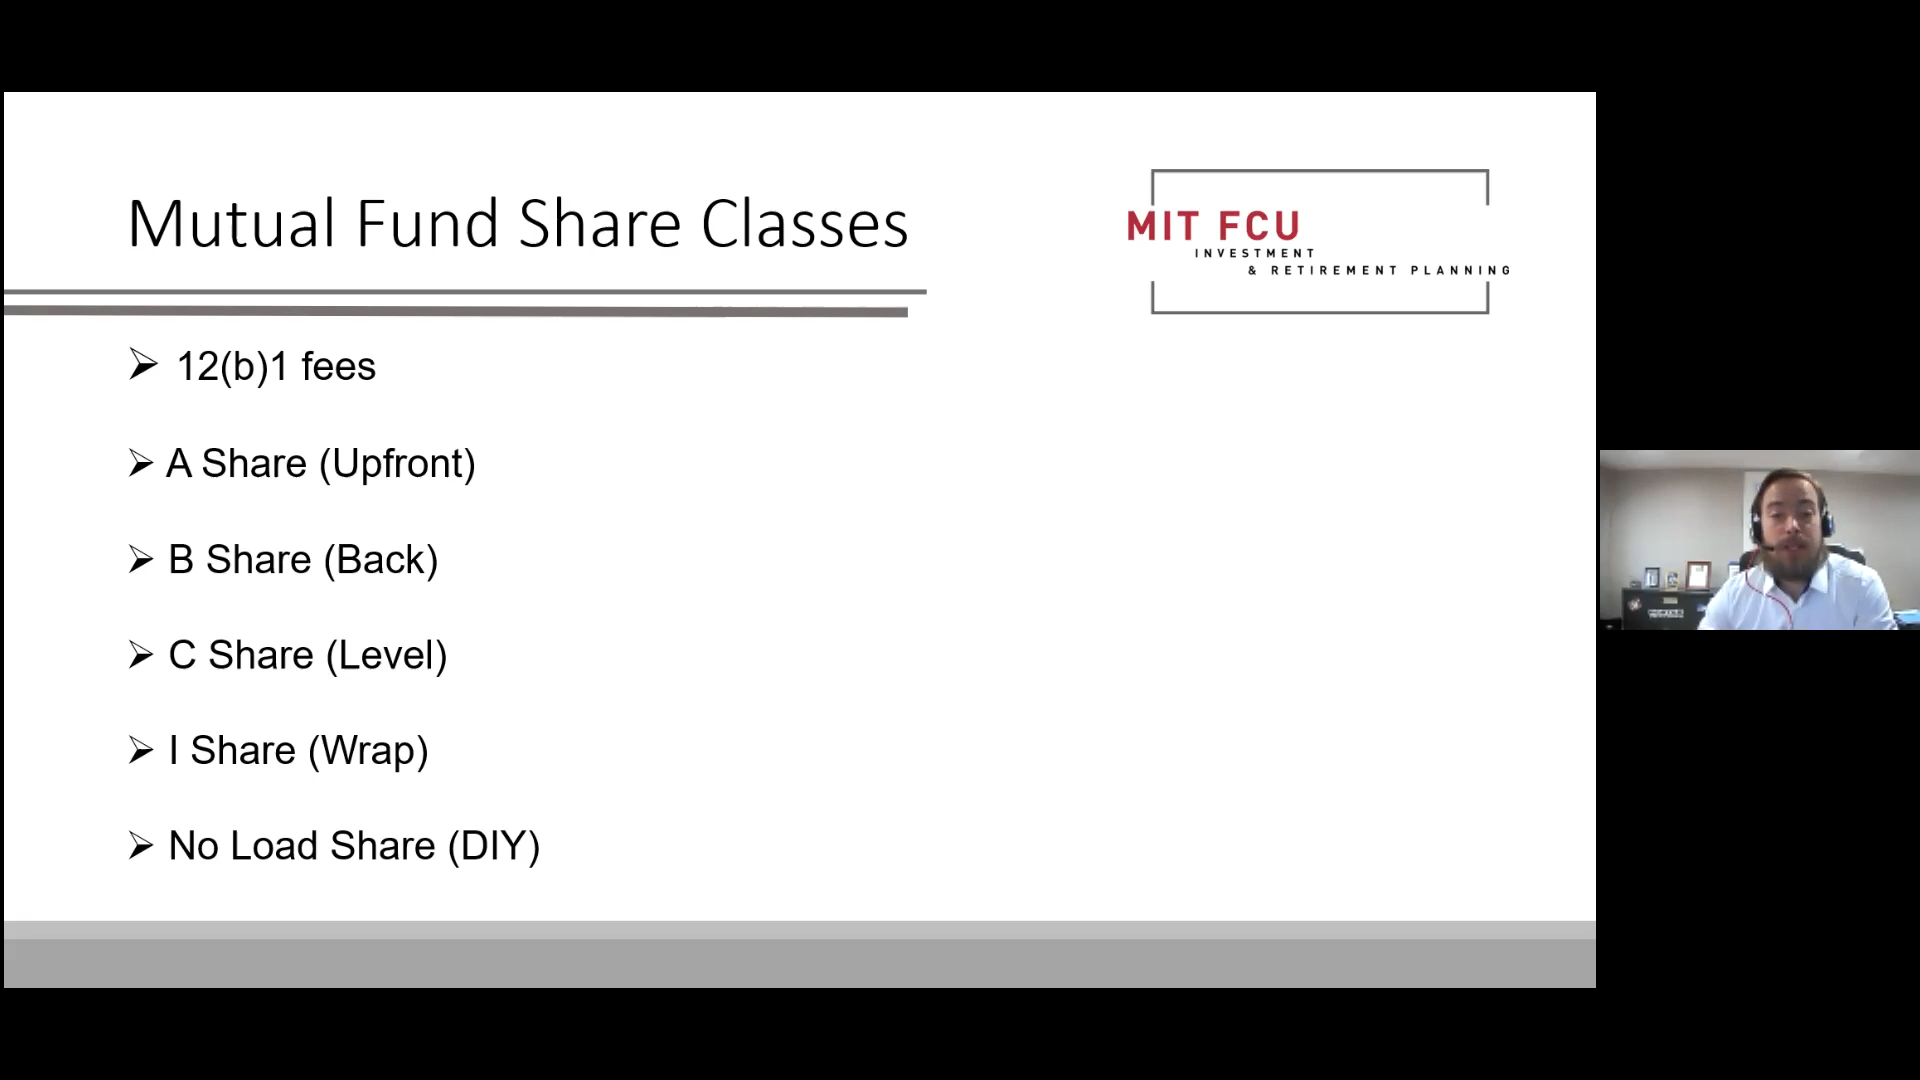 Mutual Fund Share Classes
MIT FCU
INVESTMENT
& RETIREMENT PLANNING
12(b)1 fees
A Share (Upfront)
B Share (Back)
C Share (Level)
I Share (Wrap)
No Load Share (DIY)